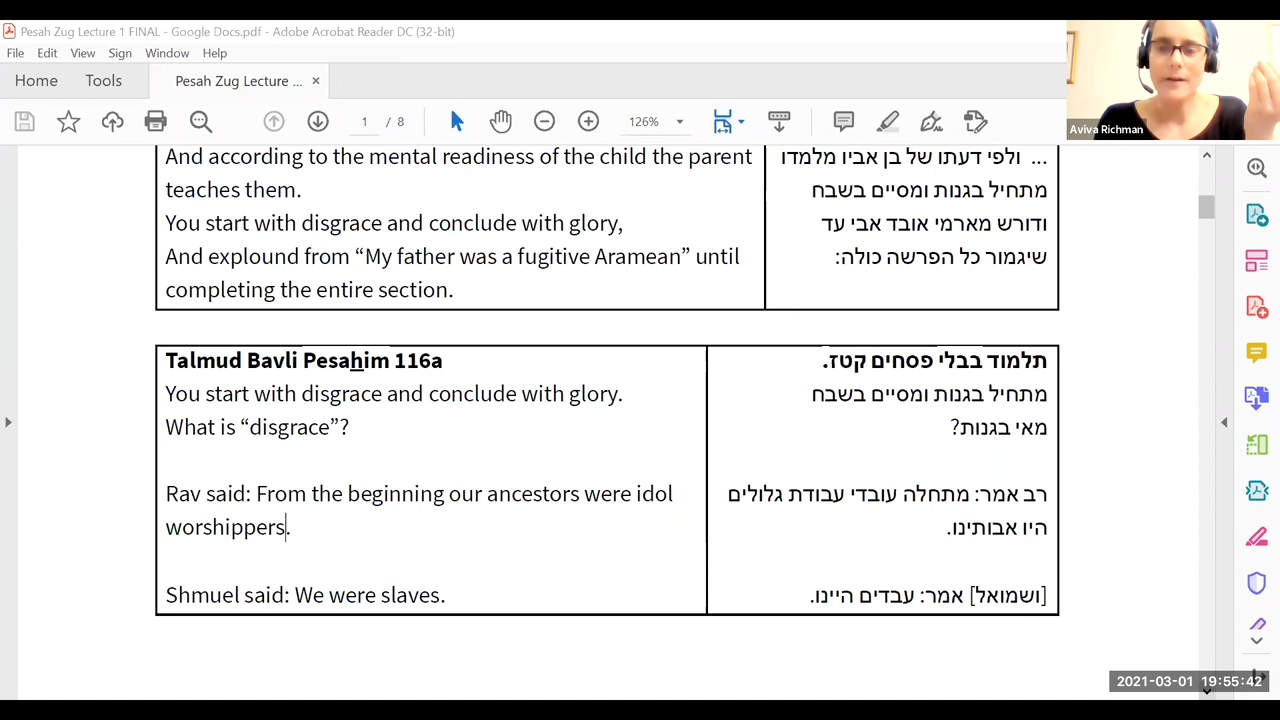 Pesah Zug Lecture 1 FINAL - Google Docs.pdf - Adobe Acrobat Reader DC (32-bit)
File Edit View Sign Window Help
Home Tools Pesah Zug Lecture ... ×
1 / 8 126%
Aviva Richman
And according to the mental readiness of the child the parent
teaches them.
You start with disgrace and conclude with glory,
And explound from “My father was a fugitive Aramean” until
completing the entire section.
... ולפי דעתו של בן אביו מלמדו
מתחיל בגנות ומסיים בשבח
ודורש מארמי אובד אבי עד
שיגמור כל הפרשה כולה:
Talmud Bavli Pesahim 116a
You start with disgrace and conclude with glory.
What is “disgrace”?
Rav said: From the beginning our ancestors were idol
worshippers.
Shmuel said: We were slaves.
תלמוד בבלי פסחים קטז.
מתחיל בגנות ומסיים בשבח
מאי בגנות?
רב אמר: מתחלה עובדי עבודת גלולים
היו אבותינו.
[ושמואל] אמר: עבדים היינו.
2021-03-01 19:55:42